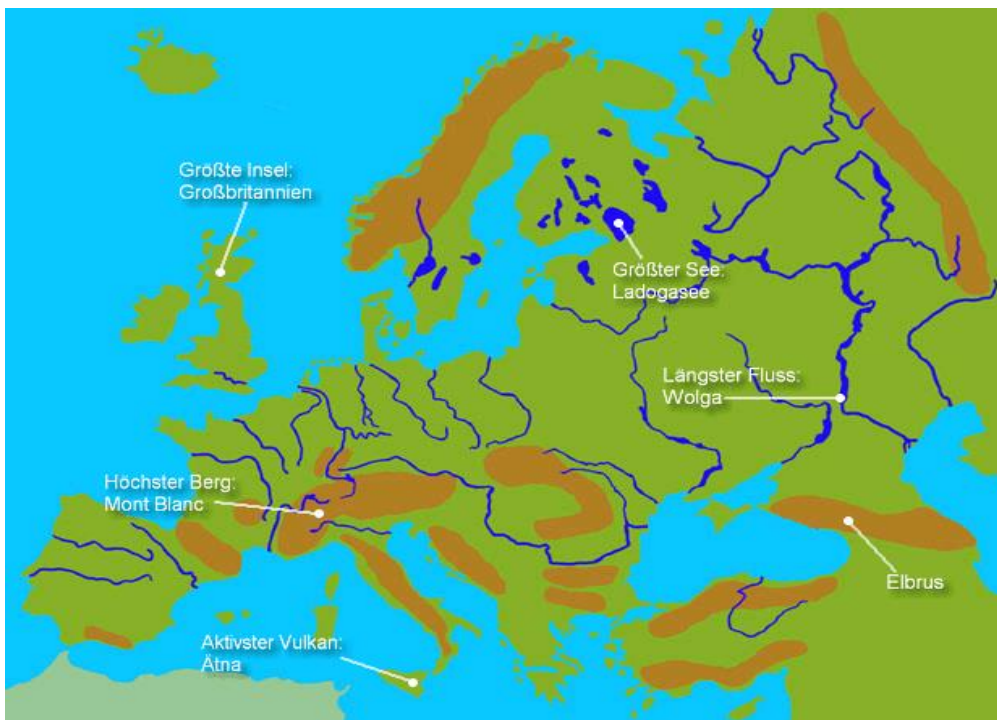 Größte Insel:
Großbritannien
Größter See:
Ladogasee
Längster Fluss:
Wolga
Höchster Berg:
Mont Blanc
Elbrus
Aktivster Vulkan:
Ätna